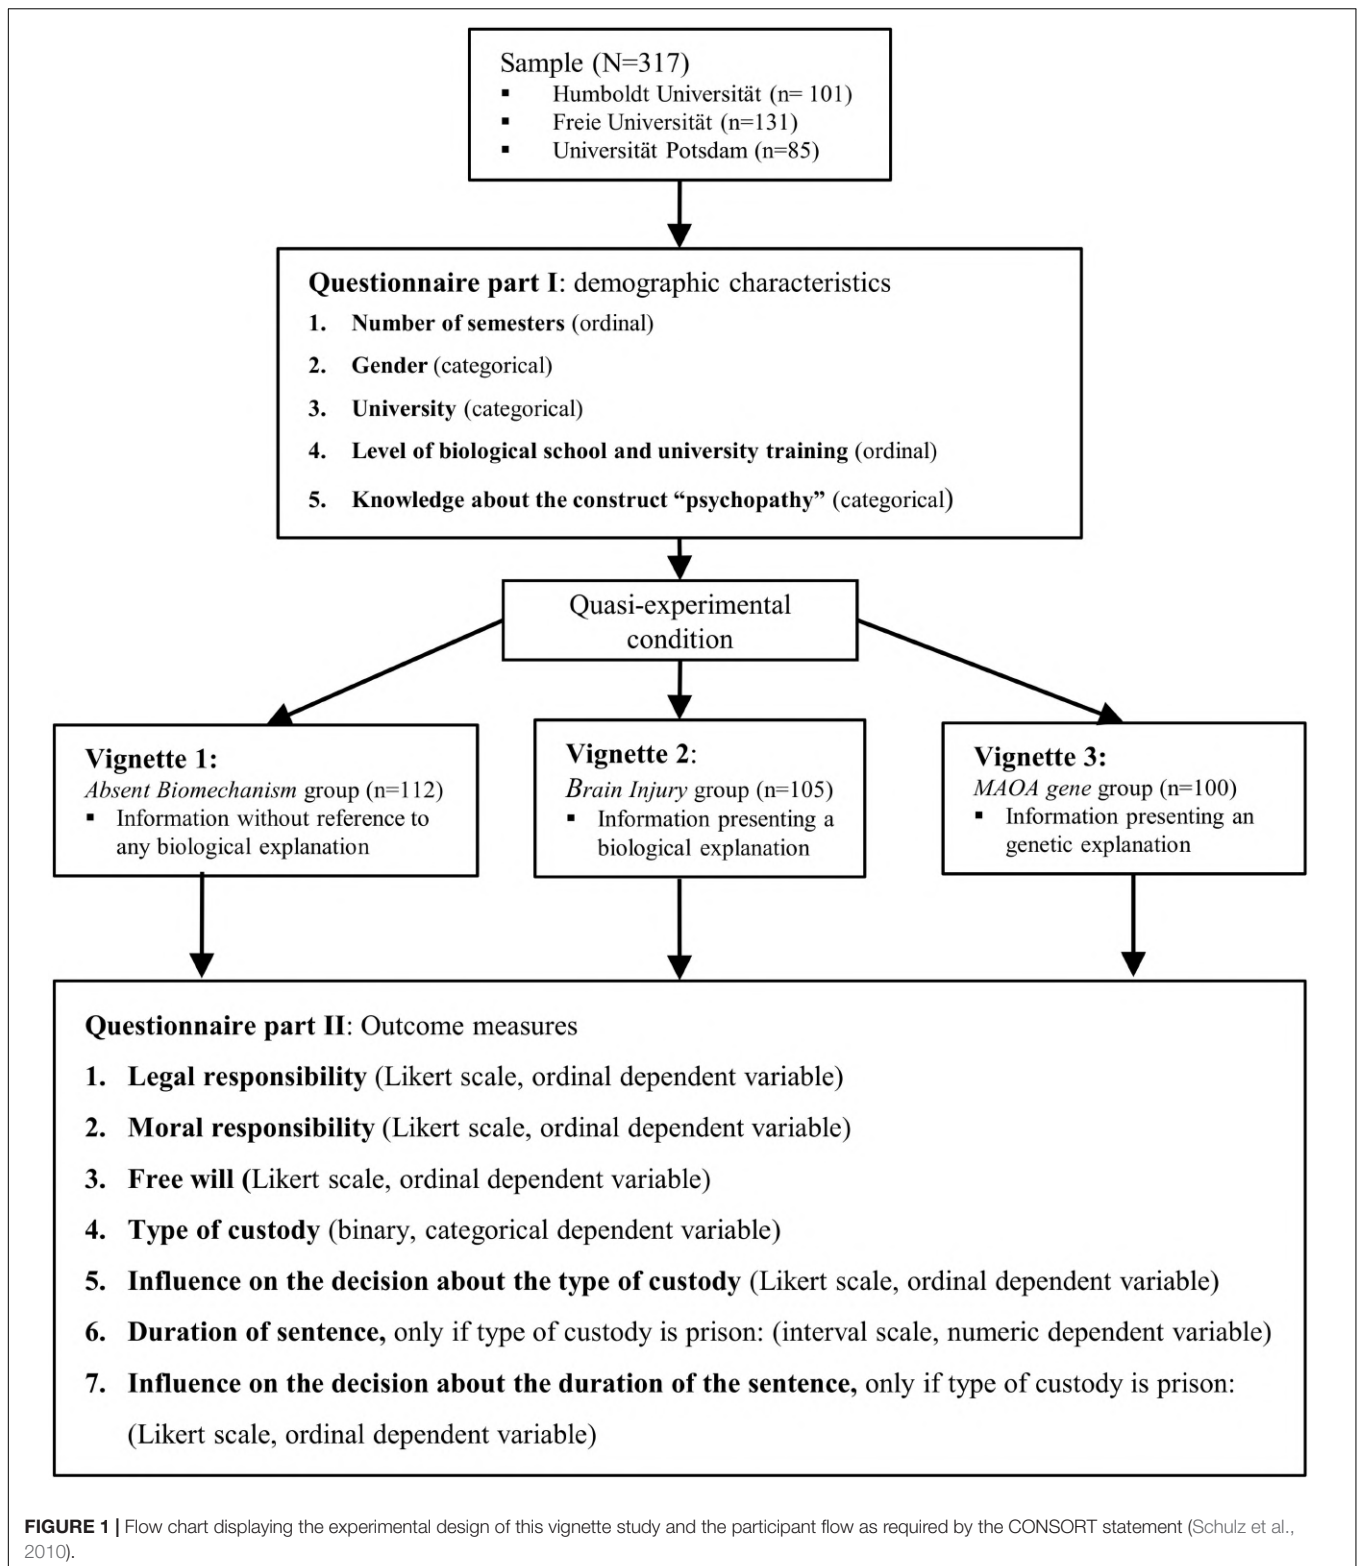 Sample (N=317)
▪ Humboldt Universität (n= 101)
▪ Freie Universität (n=131)
▪ Universität Potsdam (n=85)
Questionnaire part I: demographic characteristics
1. Number of semesters (ordinal)
2. Gender (categorical)
3. University (categorical)
4. Level of biological school and university training (ordinal)
5. Knowledge about the construct “psychopathy” (categorical)
Quasi-experimental
condition
Vignette 1:
Absent Biomechanism group (n=112)
▪ Information without reference to
any biological explanation
Vignette 2:
Brain Injury group (n=105)
▪ Information presenting a
biological explanation
Vignette 3:
MAOA gene group (n=100)
▪ Information presenting an
genetic explanation
Questionnaire part II: Outcome measures
1. Legal responsibility (Likert scale, ordinal dependent variable)
2. Moral responsibility (Likert scale, ordinal dependent variable)
3. Free will (Likert scale, ordinal dependent variable)
4. Type of custody (binary, categorical dependent variable)
5. Influence on the decision about the type of custody (Likert scale, ordinal dependent variable)
6. Duration of sentence, only if type of custody is prison: (interval scale, numeric dependent variable)
7. Influence on the decision about the duration of the sentence, only if type of custody is prison:
(Likert scale, ordinal dependent variable)
FIGURE 1 | Flow chart displaying the experimental design of this vignette study and the participant flow as required by the CONSORT statement (Schulz et al.,
2010).